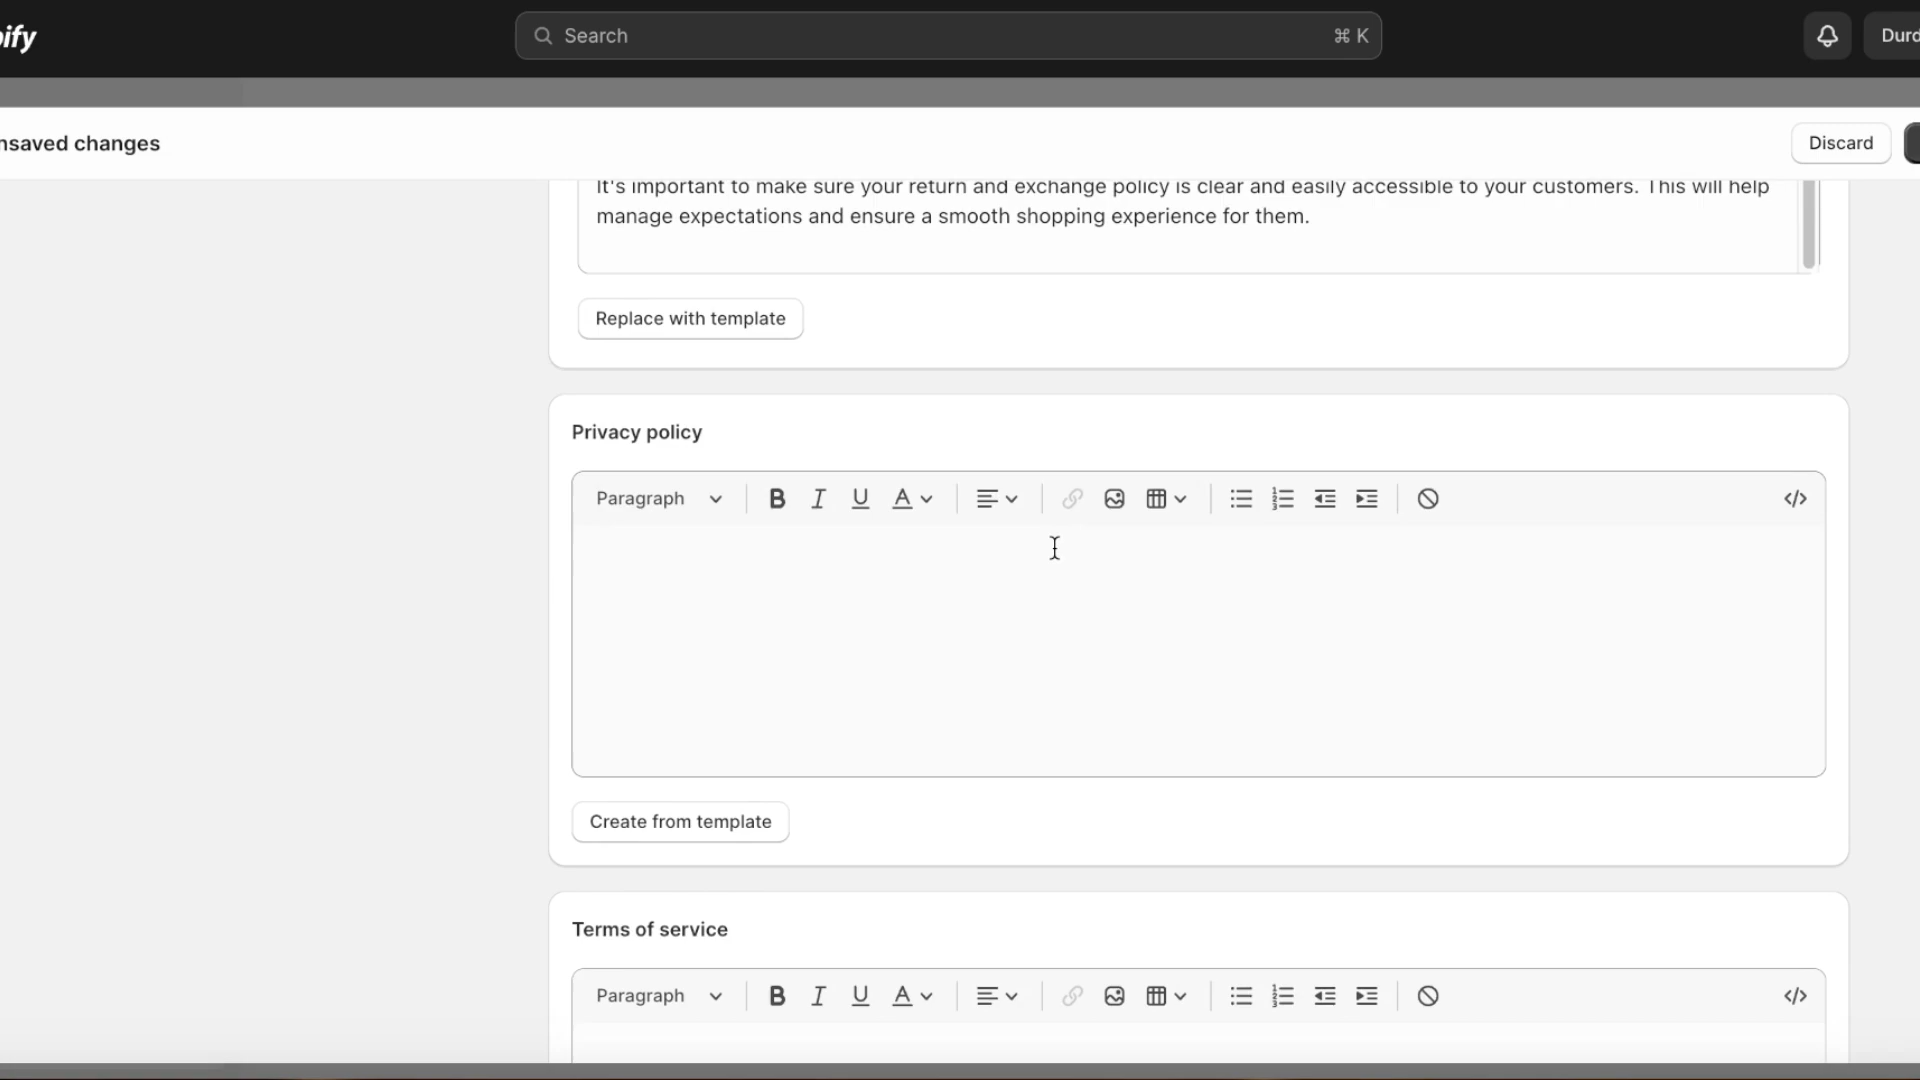 ify
Search
⌘ K
Durd
nsaved changes
Discard
It's important to make sure your return and exchange policy is clear and easily accessible to your customers. This will help
manage expectations and ensure a smooth shopping experience for them.
Replace with template
Privacy policy
Paragraph
B I U A
</>
Create from template
Terms of service
Paragraph
B I U A
</>